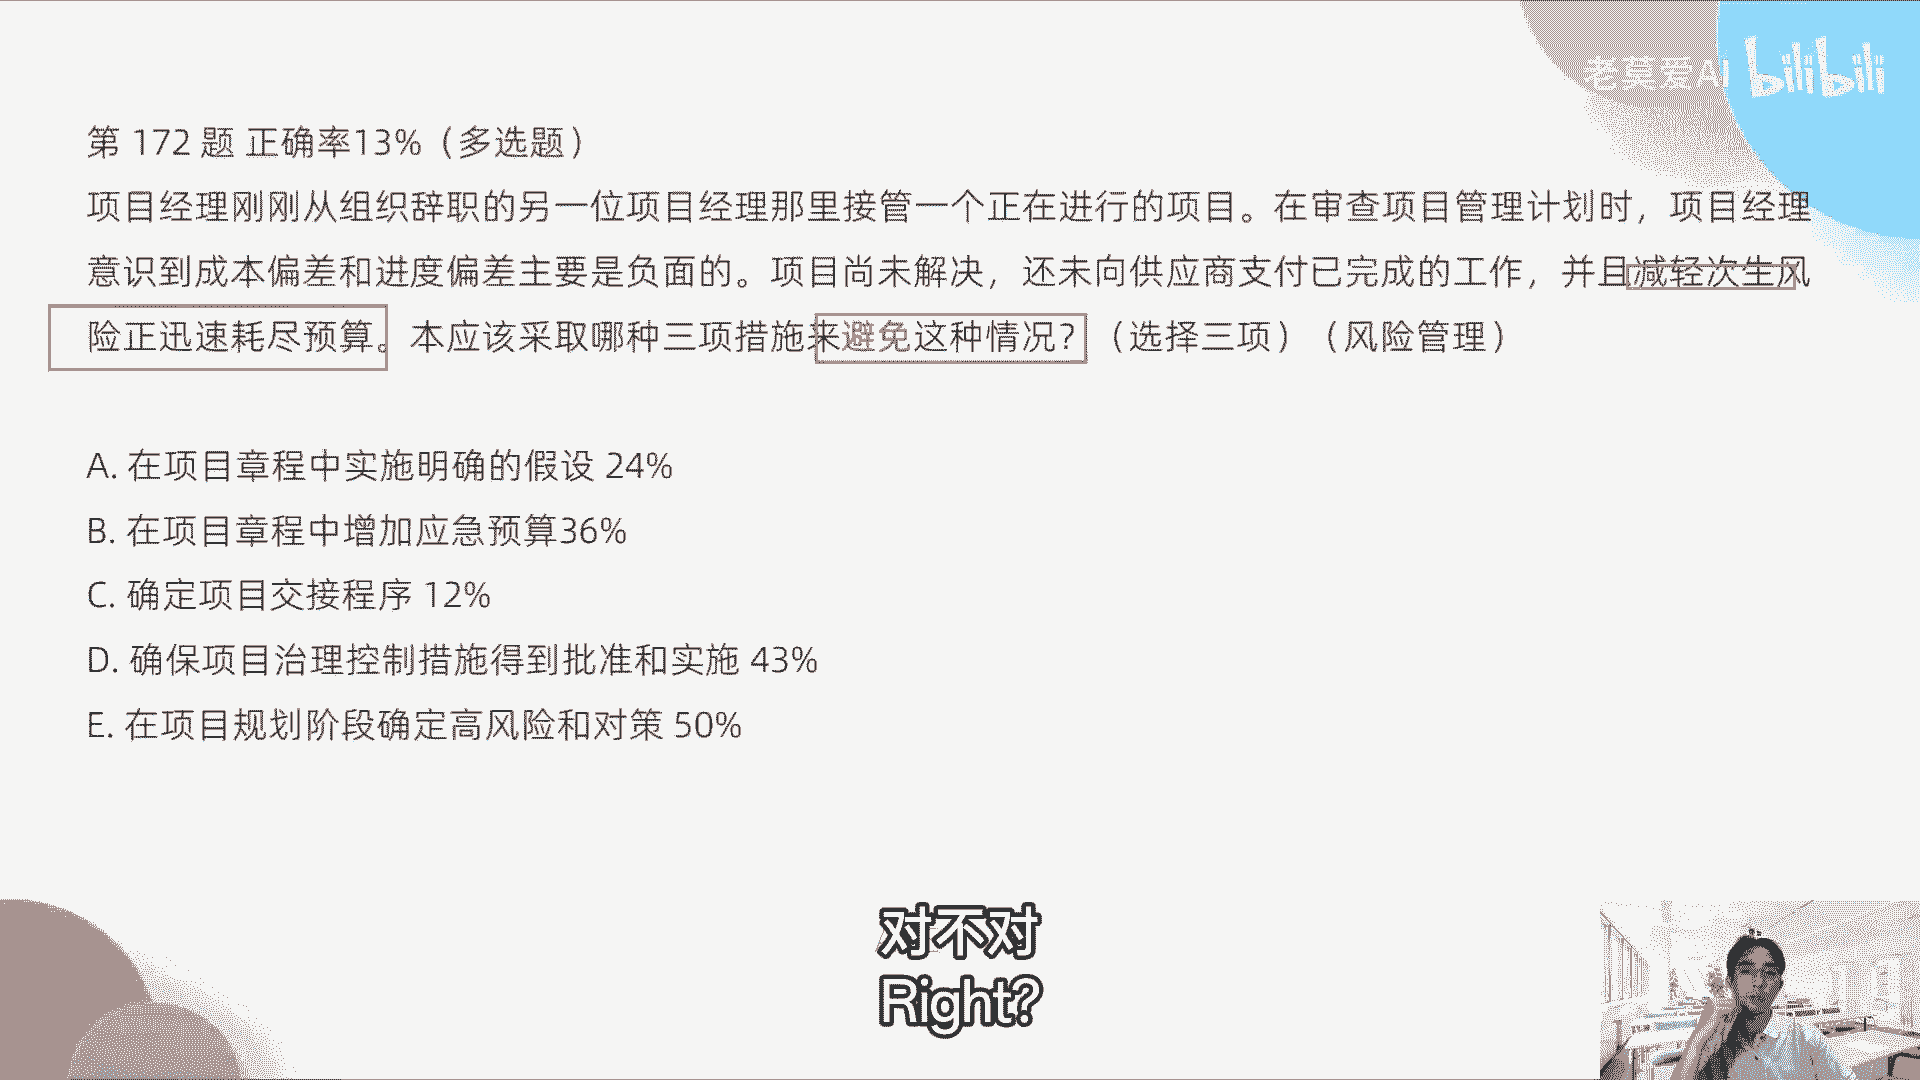 老莫爱AI bilibili
第 172 题 正确率13%（多选题）
项目经理刚刚从组织辞职的另一位项目经理那里接管一个正在进行的项目。在审查项目管理计划时，项目经理
意识到成本偏差和进度偏差主要是负面的。项目尚未解决，还未向供应商支付已完成的工作，并且减轻次生风
险正迅速耗尽预算。本应该采取哪种三项措施来避免这种情况？（选择三项）（风险管理）
A. 在项目章程中实施明确的假设 24%
B. 在项目章程中增加应急预算36%
C. 确定项目交接程序 12%
D. 确保项目治理控制措施得到批准和实施 43%
E. 在项目规划阶段确定高风险和对策 50%
对不对
Right?